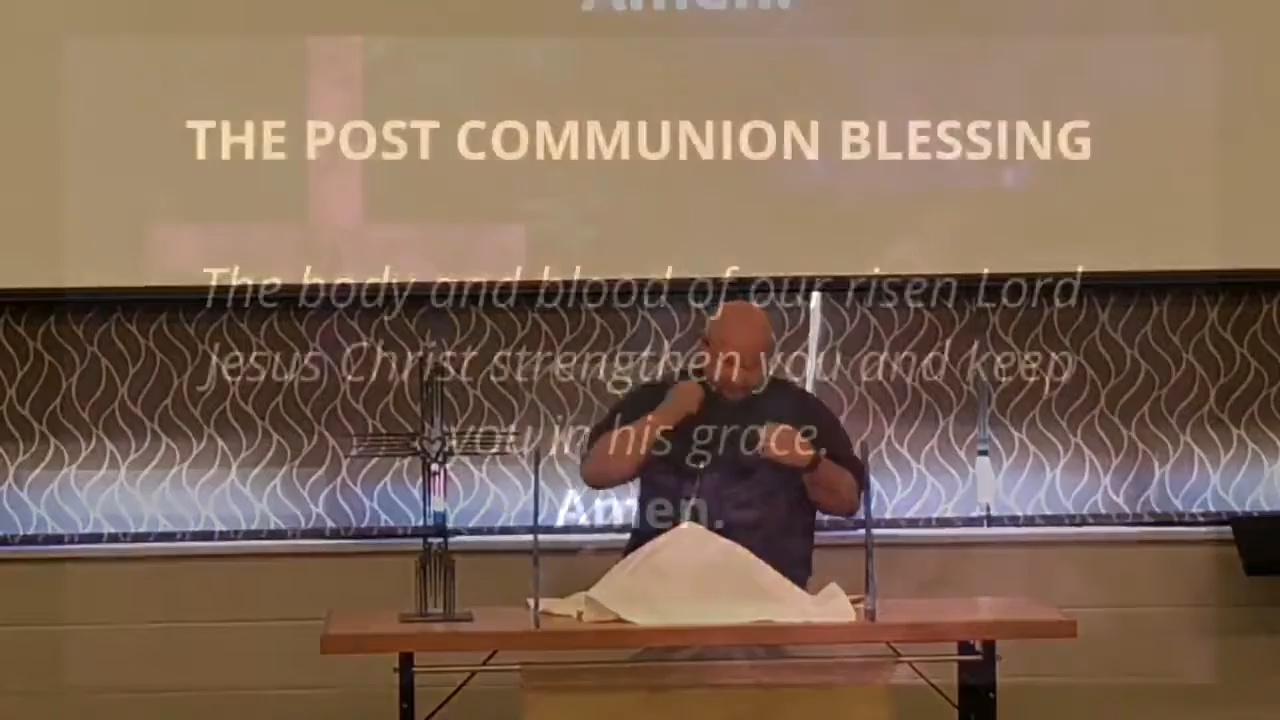 Amen.
THE POST COMMUNION BLESSING
The body and blood of our risen Lord
Jesus Christ strengthen you and keep
you in his grace.
Amen.